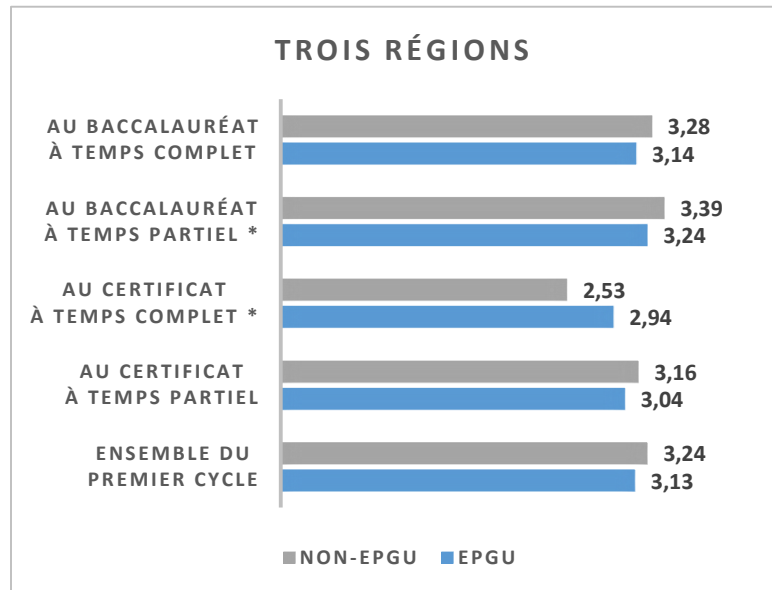 TROIS RÉGIONS
AU BACCALAURÉAT
À TEMPS COMPLET
3,28
3,14
AU BACCALAURÉAT
À TEMPS PARTIEL *
3,39
3,24
AU CERTIFICAT
À TEMPS COMPLET *
2,53
2,94
AU CERTIFICAT
À TEMPS PARTIEL
3,16
3,04
ENSEMBLE DU
PREMIER CYCLE
3,24
3,13
NON-EPGU EPGU